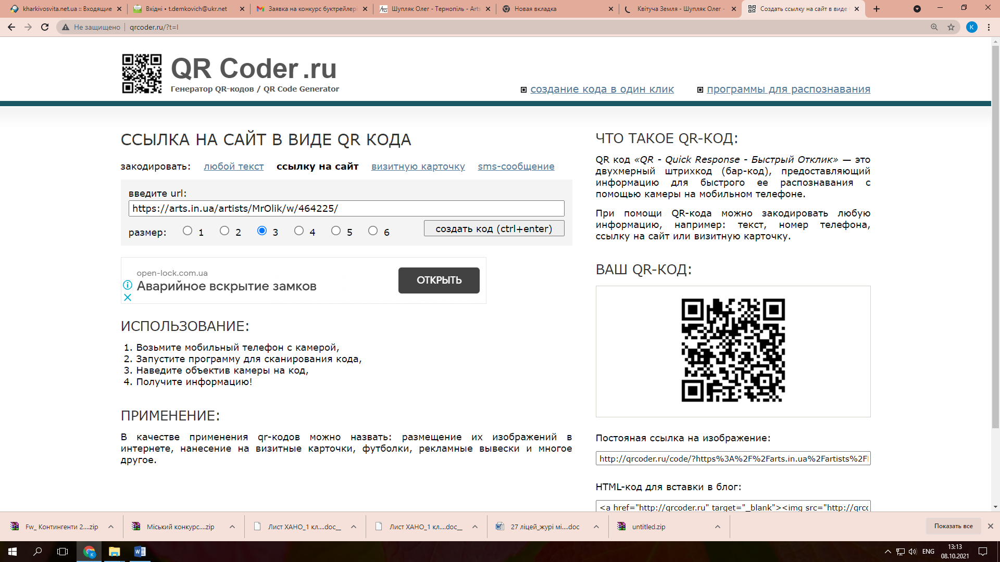 kharkivosvita.net.ua :: Входящие
Вхідні • t.demkovich@ukr.net
Заявка на конкурс буктрейлер
Шупляк Олег - Тернопіль - Arts
Новая вкладка
Квітуча Земля - Шупляк Олег -
Создать ссылку на сайт в виде
Не защищено
qrcoder.ru/?t=l
K
QR Coder.ru
Генератор QR-кодов / QR Code Generator
создание кода в один клик
программы для распознавания
ССЫЛКА НА САЙТ В ВИДЕ QR КОДА
закодировать: любой текст ссылку на сайт визитную карточку sms-сообщение
введите url:
https://arts.in.ua/artists/MrOlik/w/464225/
размер: 1 2 3 4 5 6
создать код (ctrl+enter)
open-lock.com.ua
Аварийное вскрытие замков
ОТКРЫТЬ
ИСПОЛЬЗОВАНИЕ:
1. Возьмите мобильный телефон с камерой,
2. Запустите программу для сканирования кода,
3. Наведите объектив камеры на код,
4. Получите информацию!
ПРИМЕНЕНИЕ:
В качестве применения qr-кодов можно назвать: размещение их изображений в
интернете, нанесение на визитные карточки, футболки, рекламные вывески и многое
другое.
ЧТО ТАКОЕ QR-КОД:
QR код «QR - Quick Response - Быстрый Отклик» — это
двухмерный штрихкод (бар-код), предоставляющий
информацию для быстрого ее распознавания с
помощью камеры на мобильном телефоне.
При помощи QR-кода можно закодировать любую
информацию, например: текст, номер телефона,
ссылку на сайт или визитную карточку.
ВАШ QR-КОД:
Постояная ссылка на изображение:
http://qrcoder.ru/code/?https%3A%2F%2Farts.in.ua%2Fartists%2F
HTML-код для вставки в блог:
<a href="http://qrcoder.ru" target="_blank"><img src="http://qrcc
Fw_ Контингенти 2....zip
Міський конкурс....zip
Лист ХАНО_1 кл....doc__
Лист ХАНО_1 кл....doc__
27 ліцей_журі мі....doc
untitled.zip
Показать все
K
ENG
13:13
08.10.2021